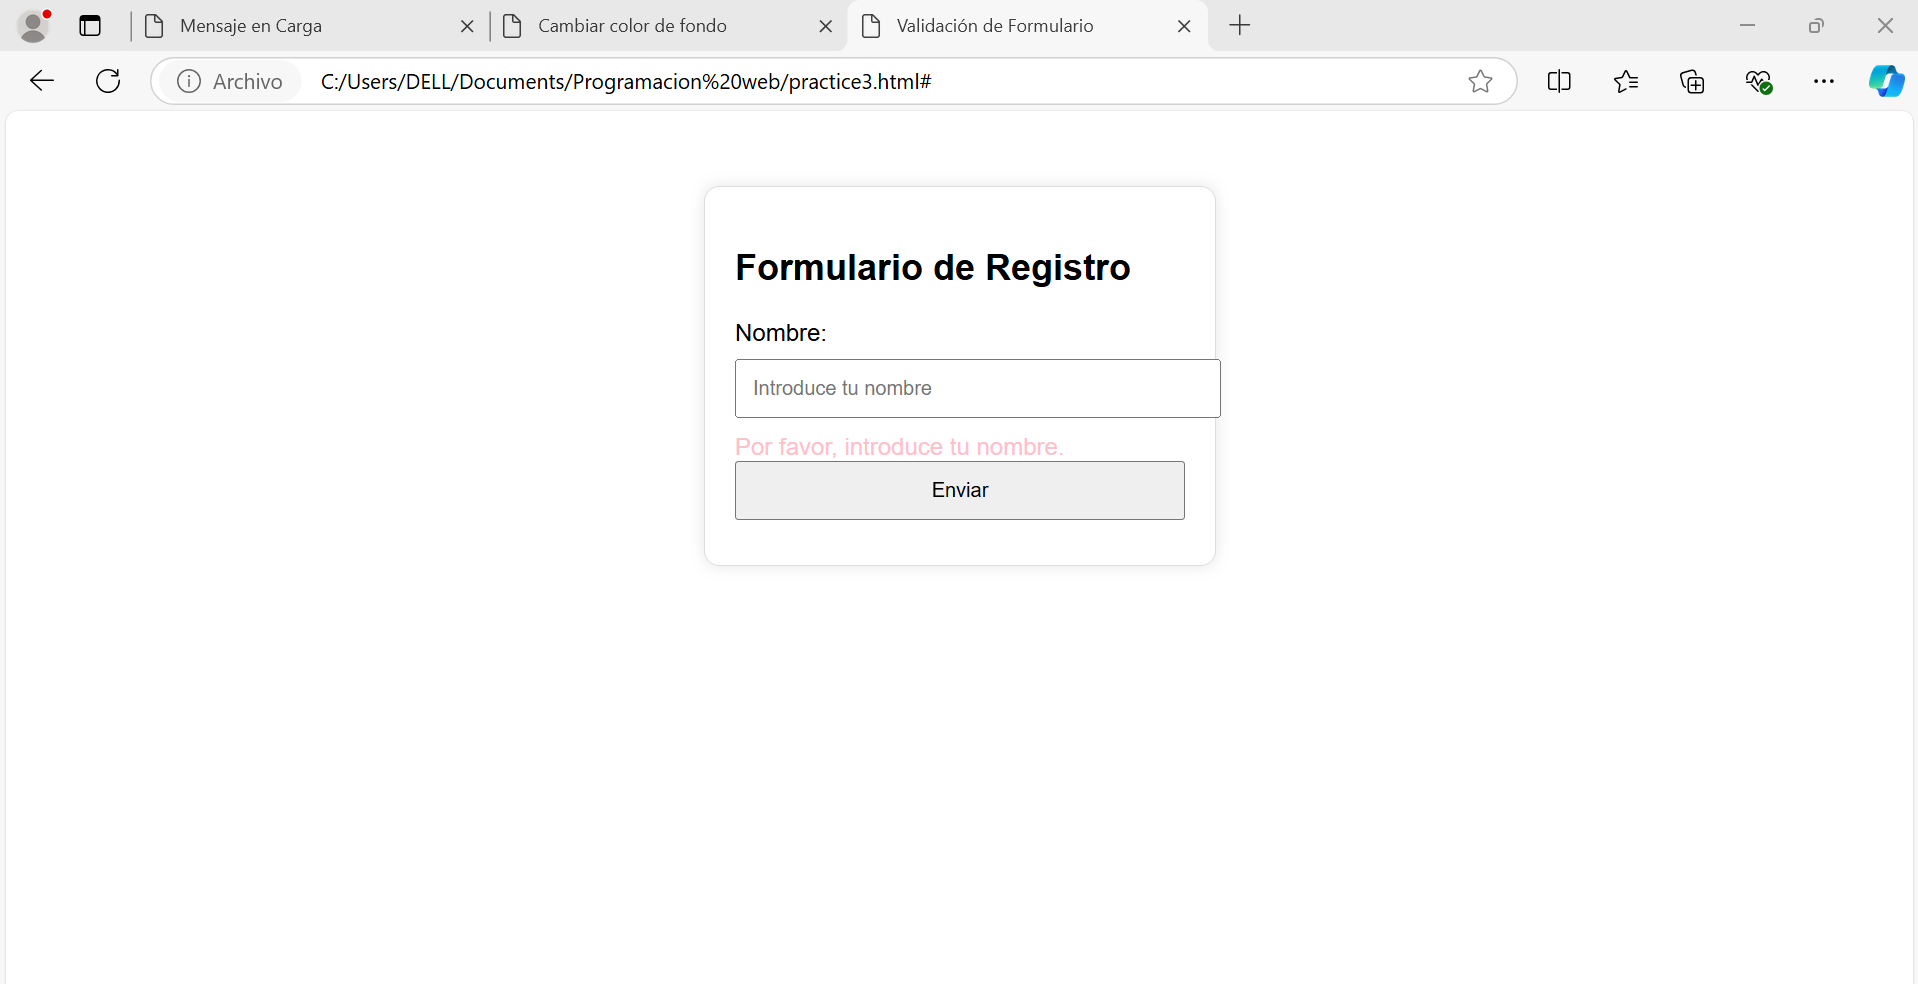 Mensaje en Carga
Cambiar color de fondo
Validación de Formulario
Archivo
C:/Users/DELL/Documents/Programacion%20web/practice3.html#
Formulario de Registro
Nombre:
Introduce tu nombre
Por favor, introduce tu nombre.
Enviar